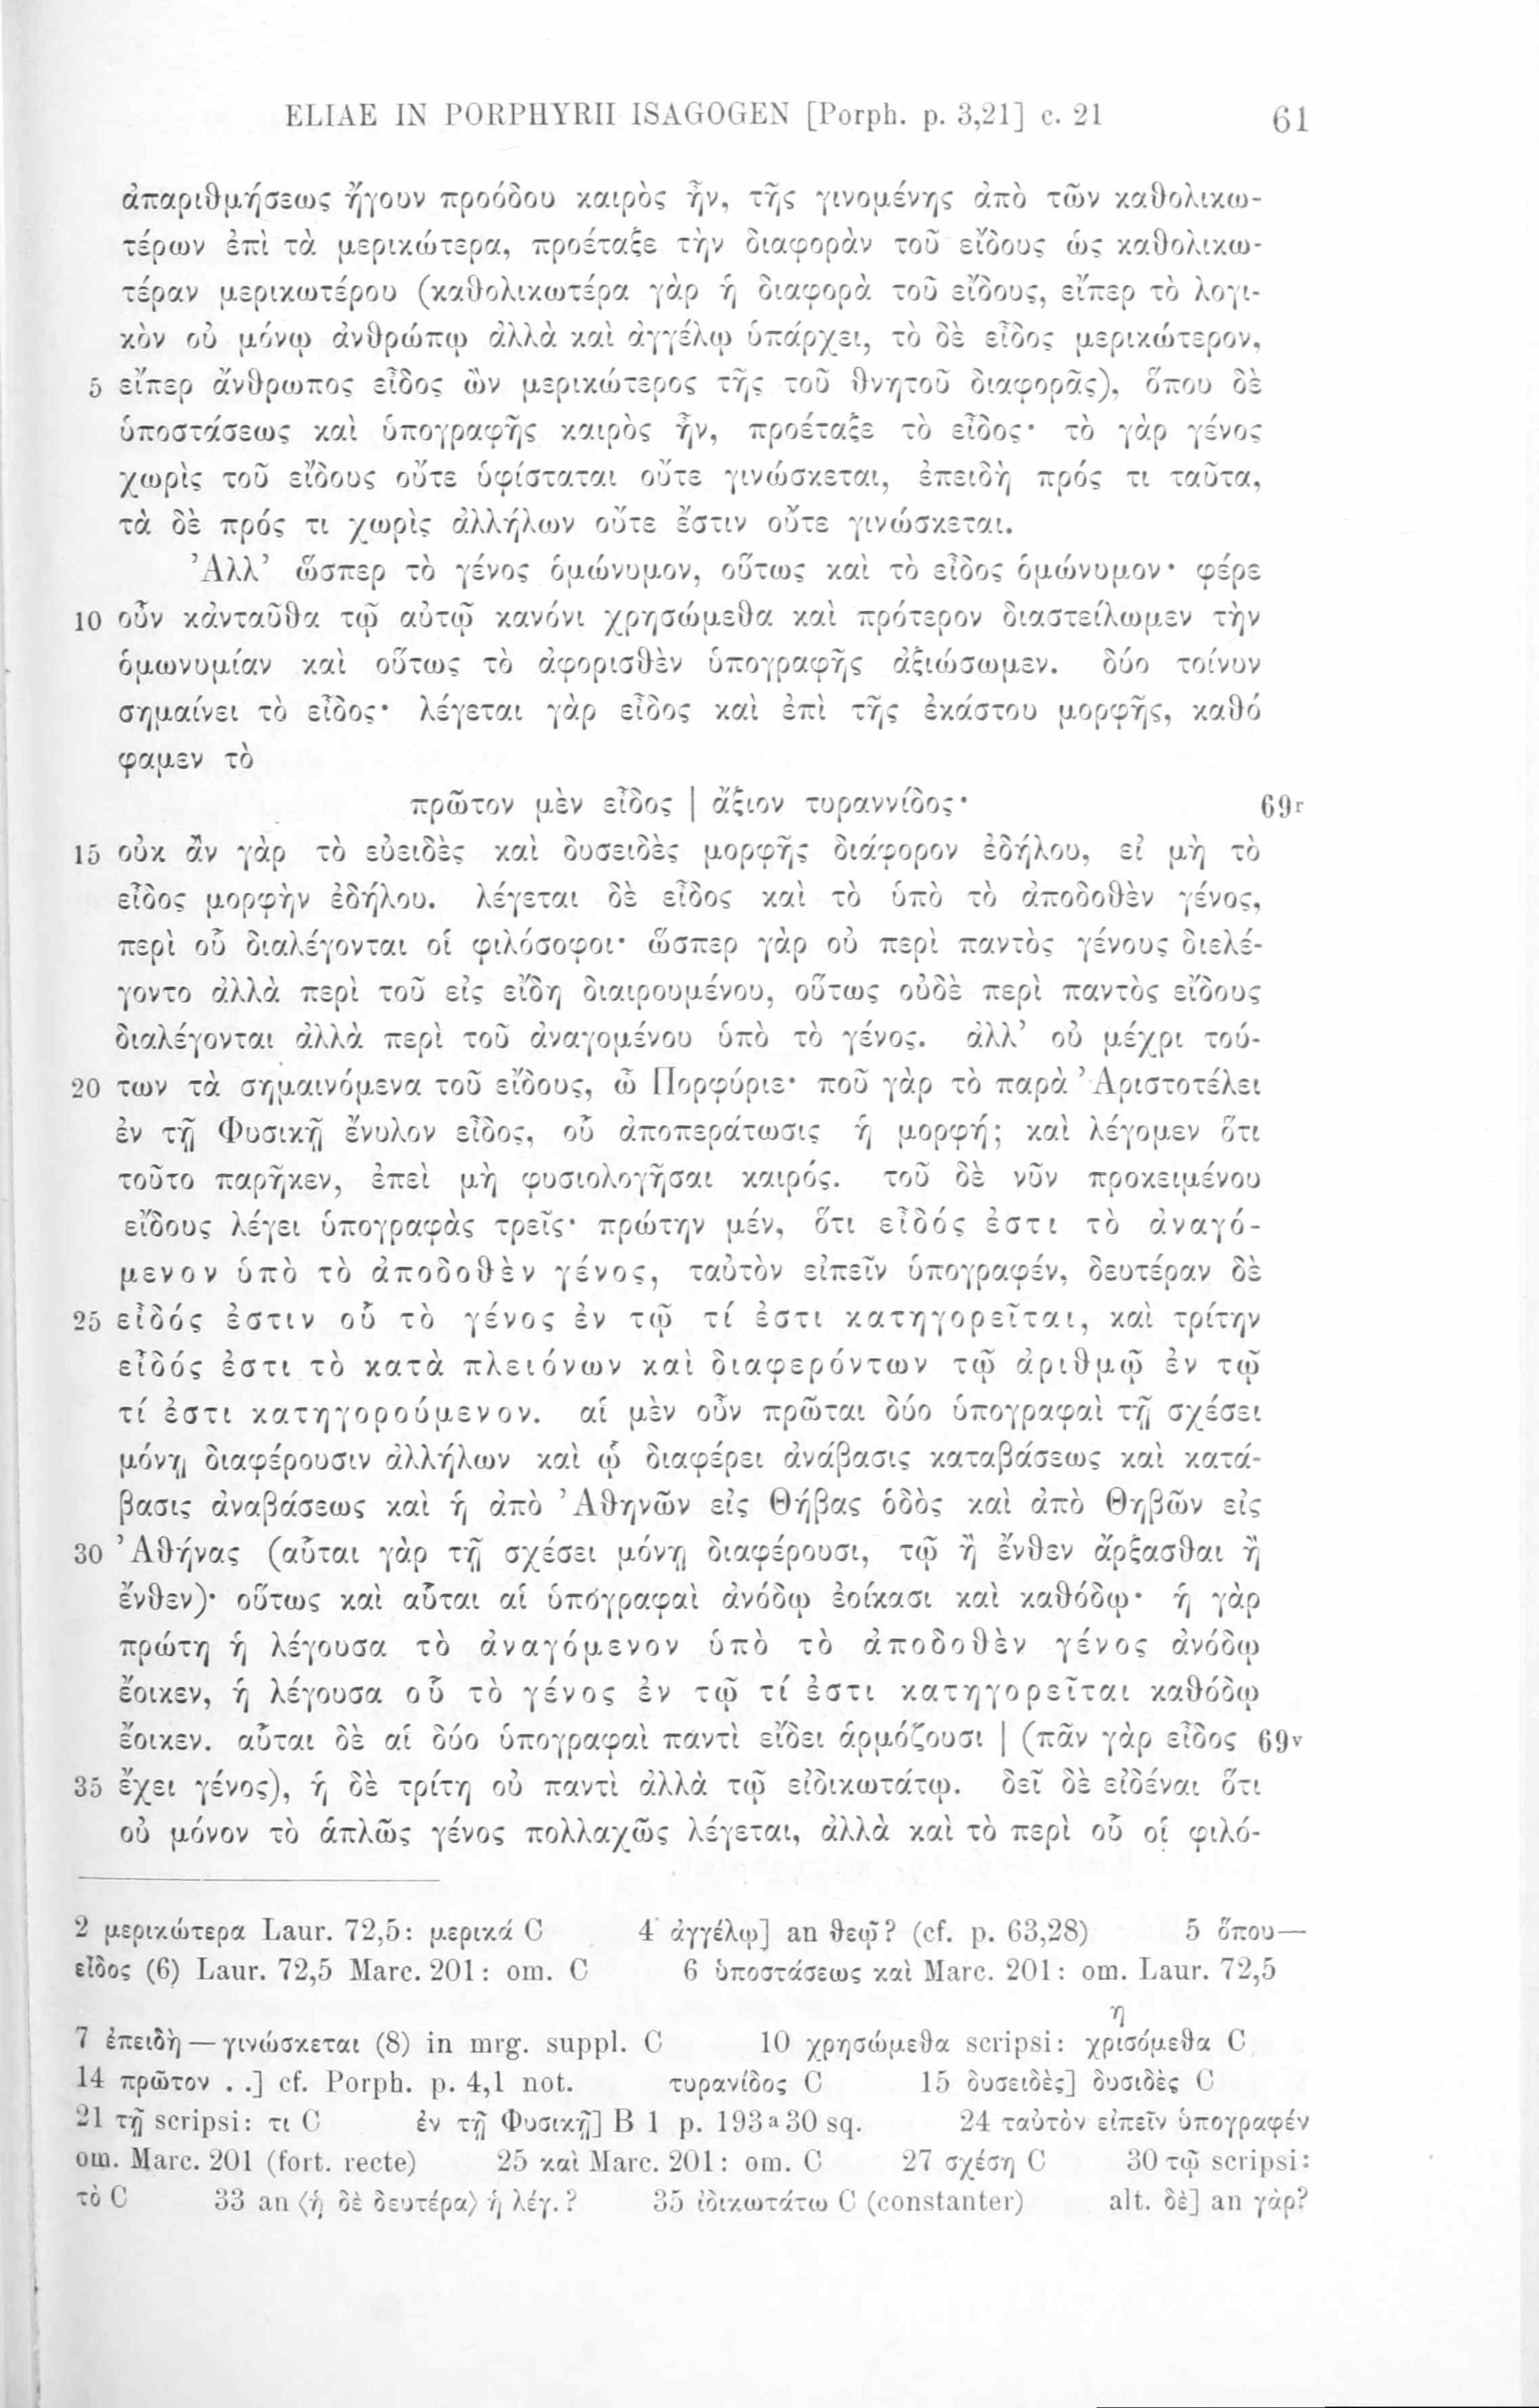 ELIAE IN PORPHYRII ISAGOGEN [Porph. p. 3,21] c. 21 61
ἀπαριθμήσεως ἤγουν προόδου καιρὸς ἦν, τῆς γινομένης ἀπὸ τῶν καθολικω-
τέρων ἐπὶ τὰ μερικώτερα, προέταξε τὴν διαφορὰν τοῦ εἴδους ὡς καθολικω-
τέραν μερικωτέρου (καθολικωτέρα γὰρ ἡ διαφορὰ τοῦ εἴδους, εἴπερ τὸ λογι-
κὸν οὐ μόνῳ ἀνθρώπῳ ἀλλὰ καὶ ἀγγέλῳ ὑπάρχει, τὸ δὲ εἶδος μερικώτερον,
5 εἴπερ ἄνθρωπος εἶδος ὢν μερικώτερος τῆς τοῦ θνητοῦ διαφορᾶς), ὅπου δὲ
ὑποστάσεως καὶ ὑπογραφῆς καιρὸς ἦν, προέταξε τὸ εἶδος· τὸ γὰρ γένος
χωρὶς τοῦ εἴδους οὔτε ὑφίσταται οὔτε γινώσκεται, ἐπειδὴ πρός τι ταῦτα,
τὰ δὲ πρός τι χωρὶς ἀλλήλων οὔτε ἔστιν οὔτε γινώσκεται.
Ἀλλ’ ὥσπερ τὸ γένος ὁμώνυμον, οὕτως καὶ τὸ εἶδος ὁμώνυμον· φέρε
10 οὖν κἀνταῦθα τῷ αὐτῷ κανόνι χρησώμεθα καὶ πρότερον διαστείλωμεν τὴν
ὁμωνυμίαν καὶ οὕτως τὸ ἀφορισθὲν ὑπογραφῆς ἀξιώσωμεν. δύο τοίνυν
σημαίνει τὸ εἶδος· λέγεται γὰρ εἶδος καὶ ἐπὶ τῆς ἑκάστου μορφῆς, καθό
φαμεν τὸ
πρῶτον μὲν εἶδος | ἄξιον τυραννίδος· 69r
15 οὐκ ἂν γὰρ τὸ εὐειδὲς καὶ δυσειδὲς μορφῆς διάφορον ἐδήλου, εἰ μὴ τὸ
εἶδος μορφὴν ἐδήλου. λέγεται δὲ εἶδος καὶ τὸ ὑπὸ τὸ ἀποδοθὲν γένος,
περὶ οὗ διαλέγονται οἱ φιλόσοφοι· ὥσπερ γὰρ οὐ περὶ παντὸς γένους διελέ-
γοντο ἀλλὰ περὶ τοῦ εἰς εἴδη διαιρουμένου, οὕτως οὐδὲ περὶ παντὸς εἴδους
διαλέγονται ἀλλὰ περὶ τοῦ ἀναγομένου ὑπὸ τὸ γένος. ἀλλ’ οὐ μέχρι τού-
20 των τὰ σημαινόμενα τοῦ εἴδους, ὦ Πορφύριε· ποῦ γὰρ τὸ παρὰ Ἀριστοτέλει
ἐν τῇ Φυσικῇ ἔνυλον εἶδος, οὗ ἀποπεράτωσις ἡ μορφή; καὶ λέγομεν ὅτι
τοῦτο παρῆκεν, ἐπεὶ μὴ φυσιολογῆσαι καιρός. τοῦ δὲ νῦν προκειμένου
εἴδους λέγει ὑπογραφὰς τρεῖς· πρώτην μέν, ὅτι εἶδός ἐστι τὸ ἀναγό-
μενον ὑπὸ τὸ ἀποδοθὲν γένος, ταὐτὸν εἰπεῖν ὑπογραφέν, δευτέραν δὲ
25 εἶδός ἐστιν οὗ τὸ γένος ἐν τῷ τί ἐστι κατηγορεῖται, καὶ τρίτην
εἶδός ἐστι τὸ κατὰ πλειόνων καὶ διαφερόντων τῷ ἀριθμῷ ἐν τῷ
τί ἐστι κατηγορούμενον. αἱ μὲν οὖν πρῶται δύο ὑπογραφαὶ τῇ σχέσει
μόνῃ διαφέρουσιν ἀλλήλων καὶ ᾧ διαφέρει ἀνάβασις καταβάσεως καὶ κατά-
βασις ἀναβάσεως καὶ ἡ ἀπὸ Ἀθηνῶν εἰς Θήβας ὁδὸς καὶ ἀπὸ Θηβῶν εἰς
30 Ἀθήνας (αὗται γὰρ τῇ σχέσει μόνῃ διαφέρουσι, τῷ ἢ ἔνθεν ἄρξασθαι ἢ
ἔνθεν)· οὕτως καὶ αὗται αἱ ὑπογραφαὶ ἀνόδῳ ἐοίκασι καὶ καθόδῳ· ἡ γὰρ
πρώτη ἡ λέγουσα τὸ ἀναγόμενον ὑπὸ τὸ ἀποδοθὲν γένος ἀνόδῳ
ἔοικεν, ἡ λέγουσα οὗ τὸ γένος ἐν τῷ τί ἐστι κατηγορεῖται καθόδῳ
ἔοικεν. αὗται δὲ αἱ δύο ὑπογραφαὶ παντὶ εἴδει ἁρμόζουσι | (πᾶν γὰρ εἶδος 69v
35 ἔχει γένος), ἡ δὲ τρίτη οὐ παντὶ ἀλλὰ τῷ εἰδικωτάτῳ. δεῖ δὲ εἰδέναι ὅτι
οὐ μόνον τὸ ἁπλῶς γένος πολλαχῶς λέγεται, ἀλλὰ καὶ τὸ περὶ οὗ οἱ φιλό-
2 μερικώτερα Laur. 72,5: μερικά C 4 ἀγγέλῳ] an θεῷ? (cf. p. 63,28) 5 ὅπου—
εἶδος (6) Laur. 72,5 Marc. 201: om. C 6 ὑποστάσεως καὶ Marc. 201: om. Laur. 72,5
η
7 ἐπειδὴ — γινώσκεται (8) in mrg. suppl. C 10 χρησώμεθα scripsi: χρισόμεθα C
14 πρῶτον . .] cf. Porph. p. 4,1 not. τυρανίδος C 15 δυσειδὲς] δυσιδὲς C
21 τῇ scripsi: τι C ἐν τῇ Φυσικῇ] B 1 p. 193a30 sq. 24 ταὐτὸν εἰπεῖν ὑπογραφέν
om. Marc. 201 (fort. recte) 25 καὶ Marc. 201: om. C 27 σχέση C 30 τῷ scripsi:
τὸ C 33 an ⟨ἡ δὲ δευτέρα⟩ ἡ λέγ.? 35 ἰδικωτάτω C (constanter) alt. δὲ] an γὰρ?